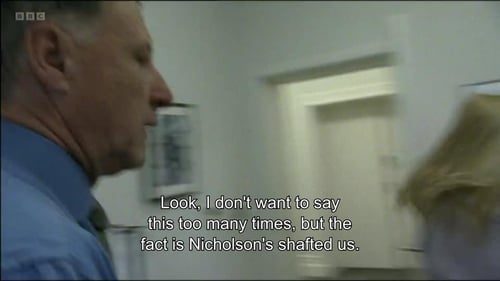 BBC
Look, I don't want to say
this too many times, but the
fact is Nicholson's shafted us.